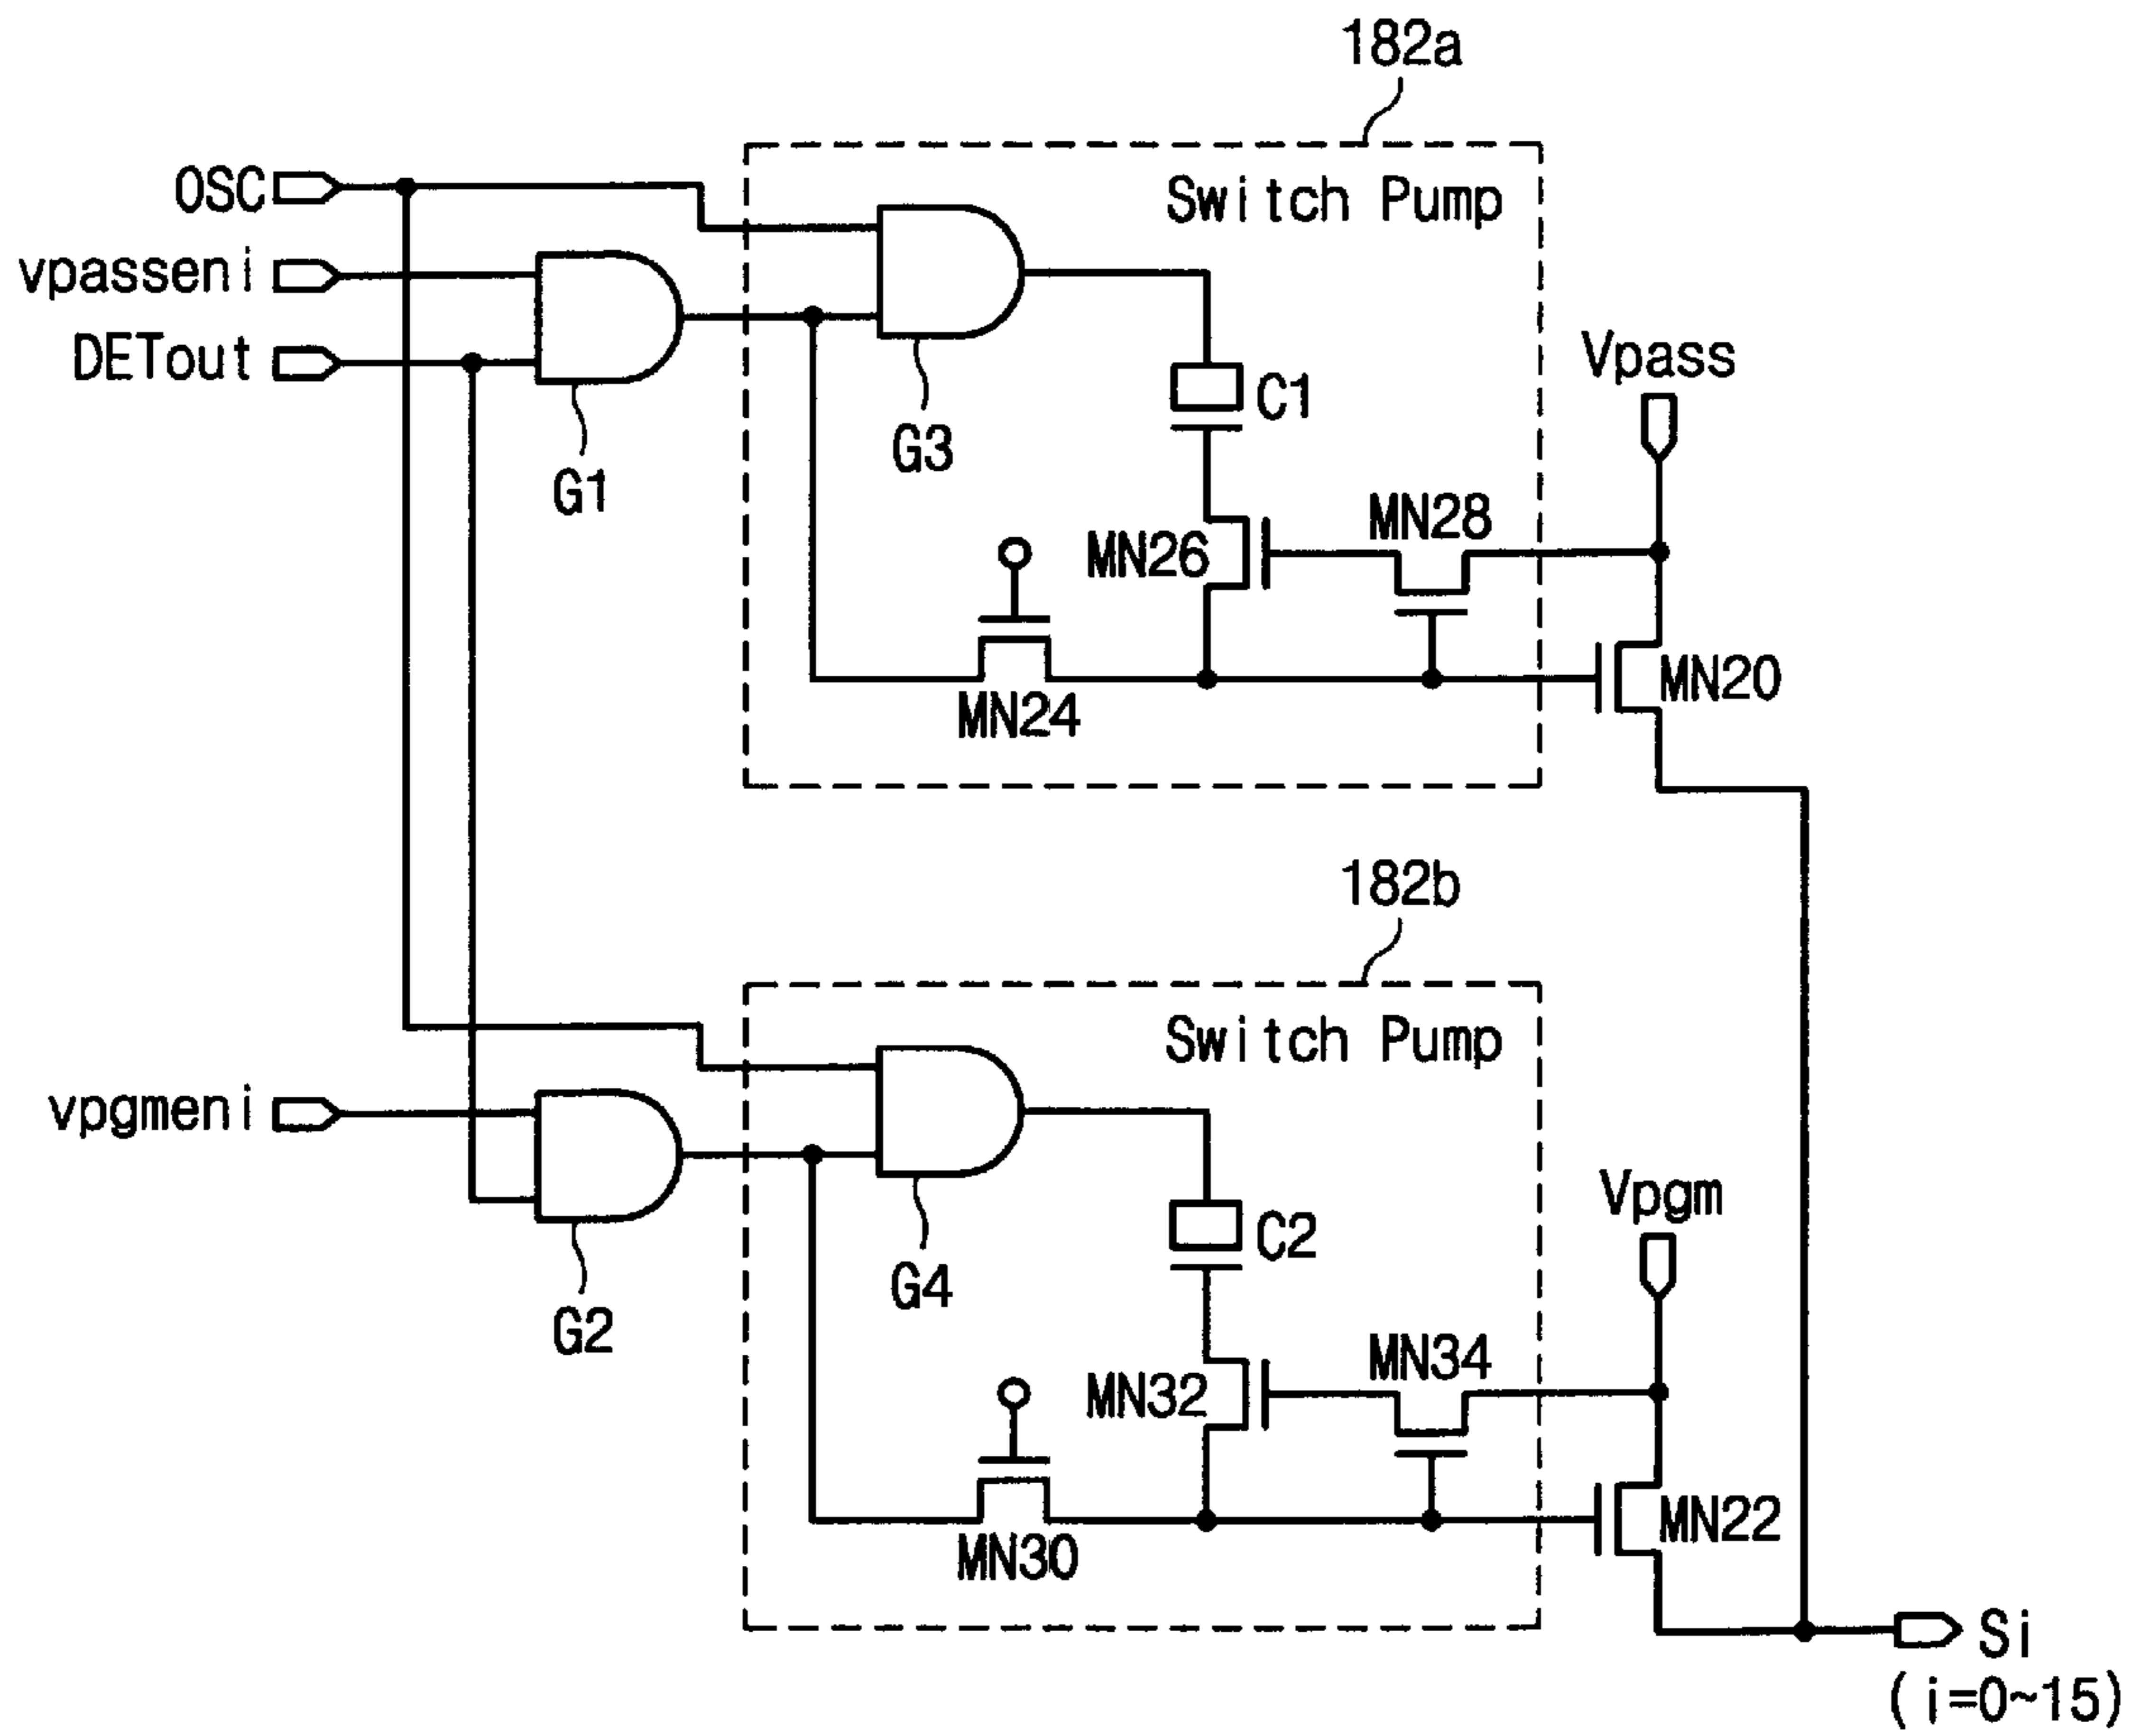 182a
OSC
Switch Pump
vpasseni
DETout
Vpass
C1
G3
G1
MN28
MN26
MN20
MN24
182b
Switch Pump
vpgmeni
Vpgm
C2
G4
G2
MN34
MN32
MN22
MN30
Si
(i=0~15)